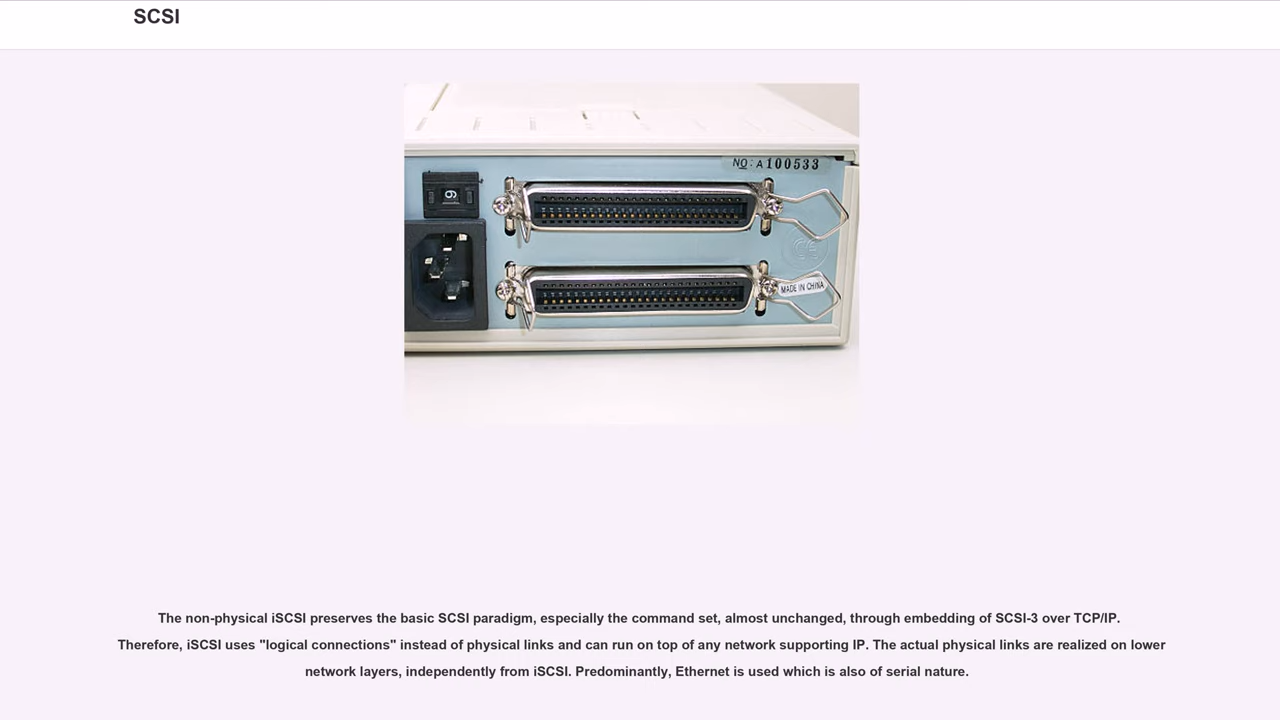 SCSI
NO: A 100533
6
CE
MADE IN CHINA
The non-physical iSCSI preserves the basic SCSI paradigm, especially the command set, almost unchanged, through embedding of SCSI-3 over TCP/IP.
Therefore, iSCSI uses "logical connections" instead of physical links and can run on top of any network supporting IP. The actual physical links are realized on lower
network layers, independently from iSCSI. Predominantly, Ethernet is used which is also of serial nature.